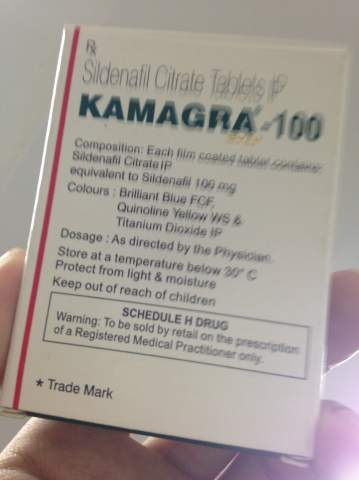 Rx
Sildenafil Citrate Tablets IP
KAMAGRA*-100
Composition: Each film coated tablet contains:
Sildenafil Citrate IP
equivalent to Sildenafil 100 mg
Colours : Brilliant Blue FCF,
Quinoline Yellow WS &
Titanium Dioxide IP
Dosage : As directed by the Physician.
Store at a temperature below 30° C
Protect from light & moisture
Keep out of reach of children
SCHEDULE H DRUG
Warning: To be sold by retail on the prescription
of a Registered Medical Practitioner only.
* Trade Mark